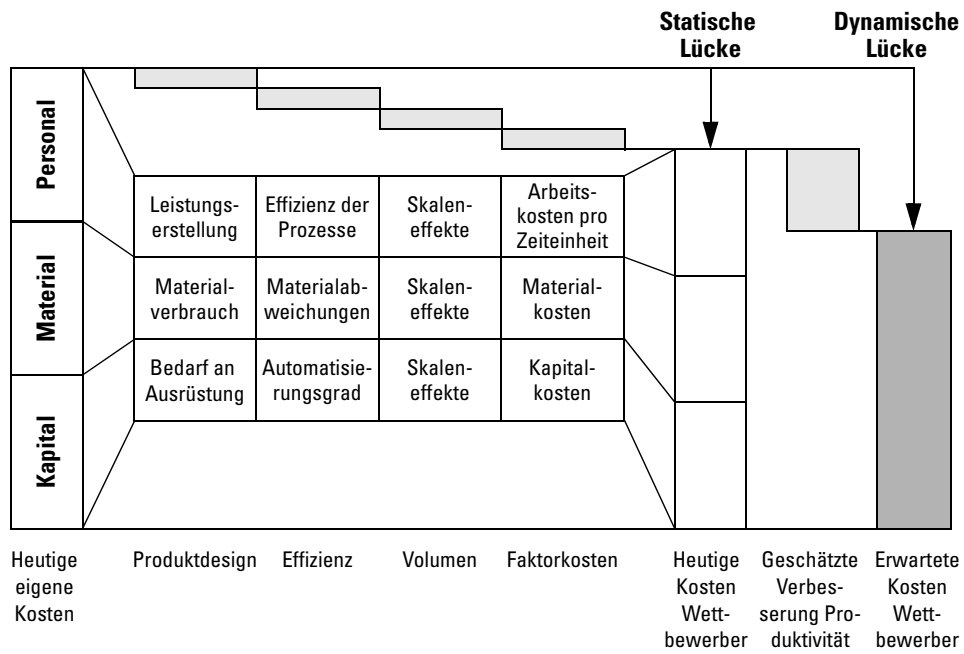 Statische
Lücke
Dynamische
Lücke
Personal
Material
Kapital
Leistungs-
erstellung
Effizienz der
Prozesse
Skalen-
effekte
Arbeits-
kosten pro
Zeiteinheit
Material-
verbrauch
Materialab-
weichungen
Skalen-
effekte
Material-
kosten
Bedarf an
Ausrüstung
Automatisie-
rungsgrad
Skalen-
effekte
Kapital-
kosten
Heutige
eigene
Kosten
Produktdesign
Effizienz
Volumen
Faktorkosten
Heutige
Kosten
Wett-
bewerber
Geschätzte
Verbes-
serung Pro-
duktivität
Erwartete
Kosten
Wett-
bewerber